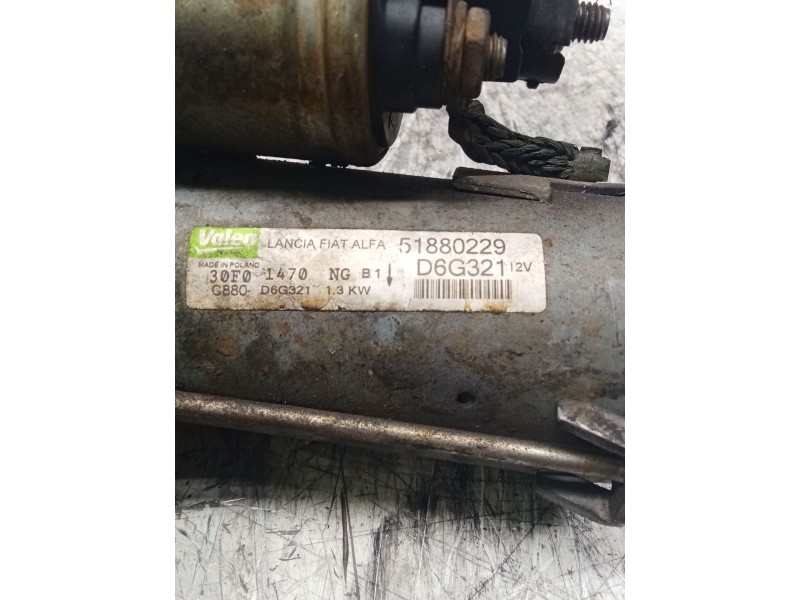 Valeo LANCIA FIAT ALFA 51880229
MADE IN POLAND
30F0 1470 NG B1 D6G321 12V
G880- D6G321 1.3 KW